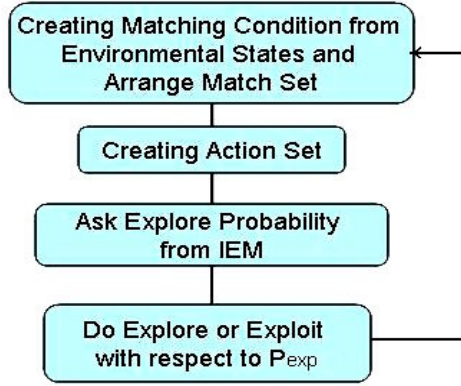 Creating Matching Condition from
Environmental States and
Arrange Match Set
Creating Action Set
Ask Explore Probability
from IEM
Do Explore or Exploit
with respect to Pexp